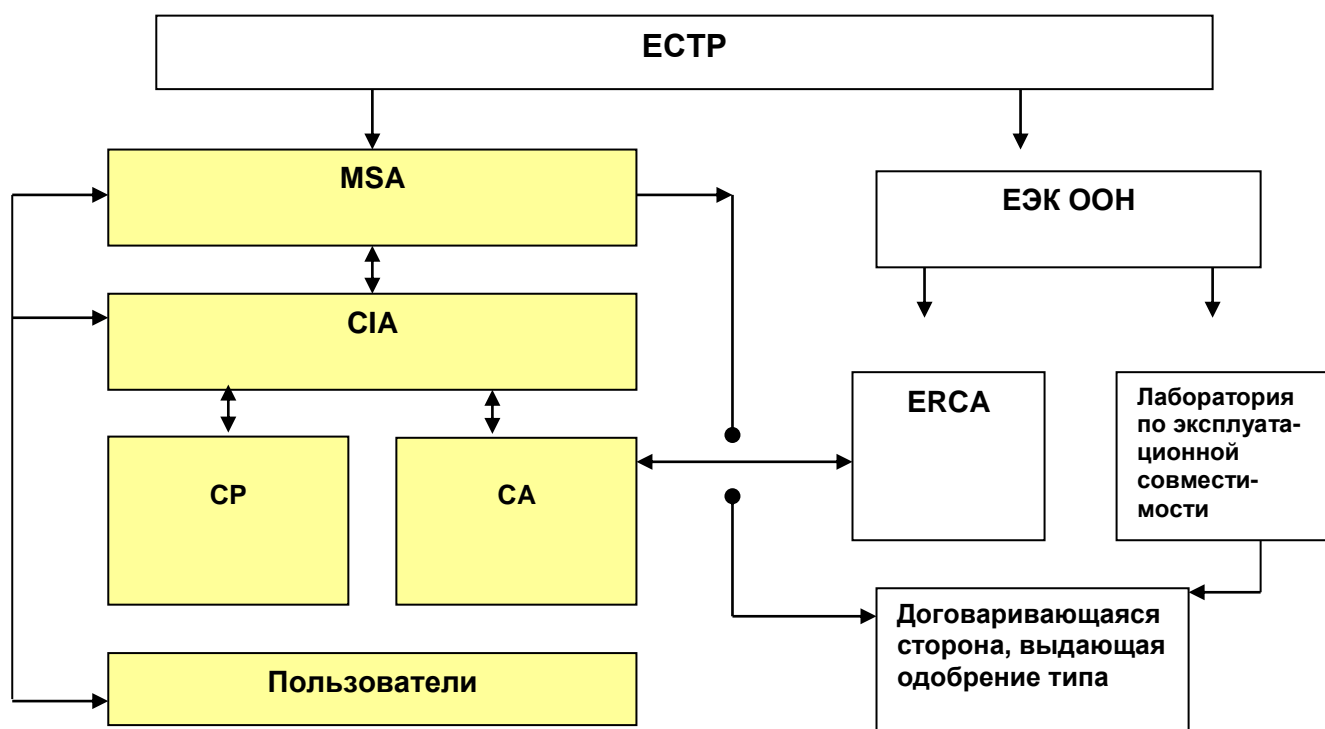 ЕСТР
MSA
ЕЭК ООН
CIA
ERCA
Лаборатория
по эксплуата-
ционной
совмести-
мости
CP
CA
Договаривающаяся
сторона, выдающая
одобрение типа
Пользователи